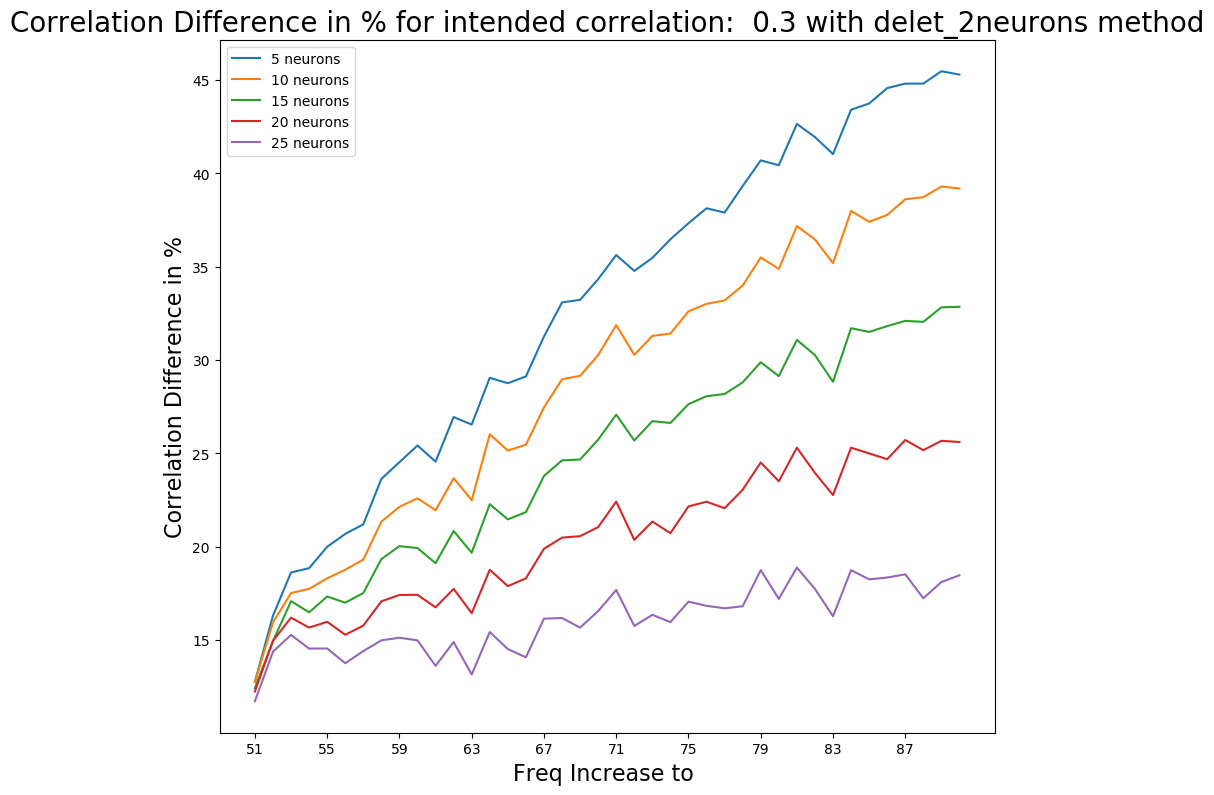 Correlation Difference in % for intended correlation:  0.3 with delet_2neurons method
5 neurons
10 neurons
15 neurons
20 neurons
25 neurons
Correlation Difference in %
45
40
35
30
25
20
15
51 55 59 63 67 71 75 79 83 87
Freq Increase to